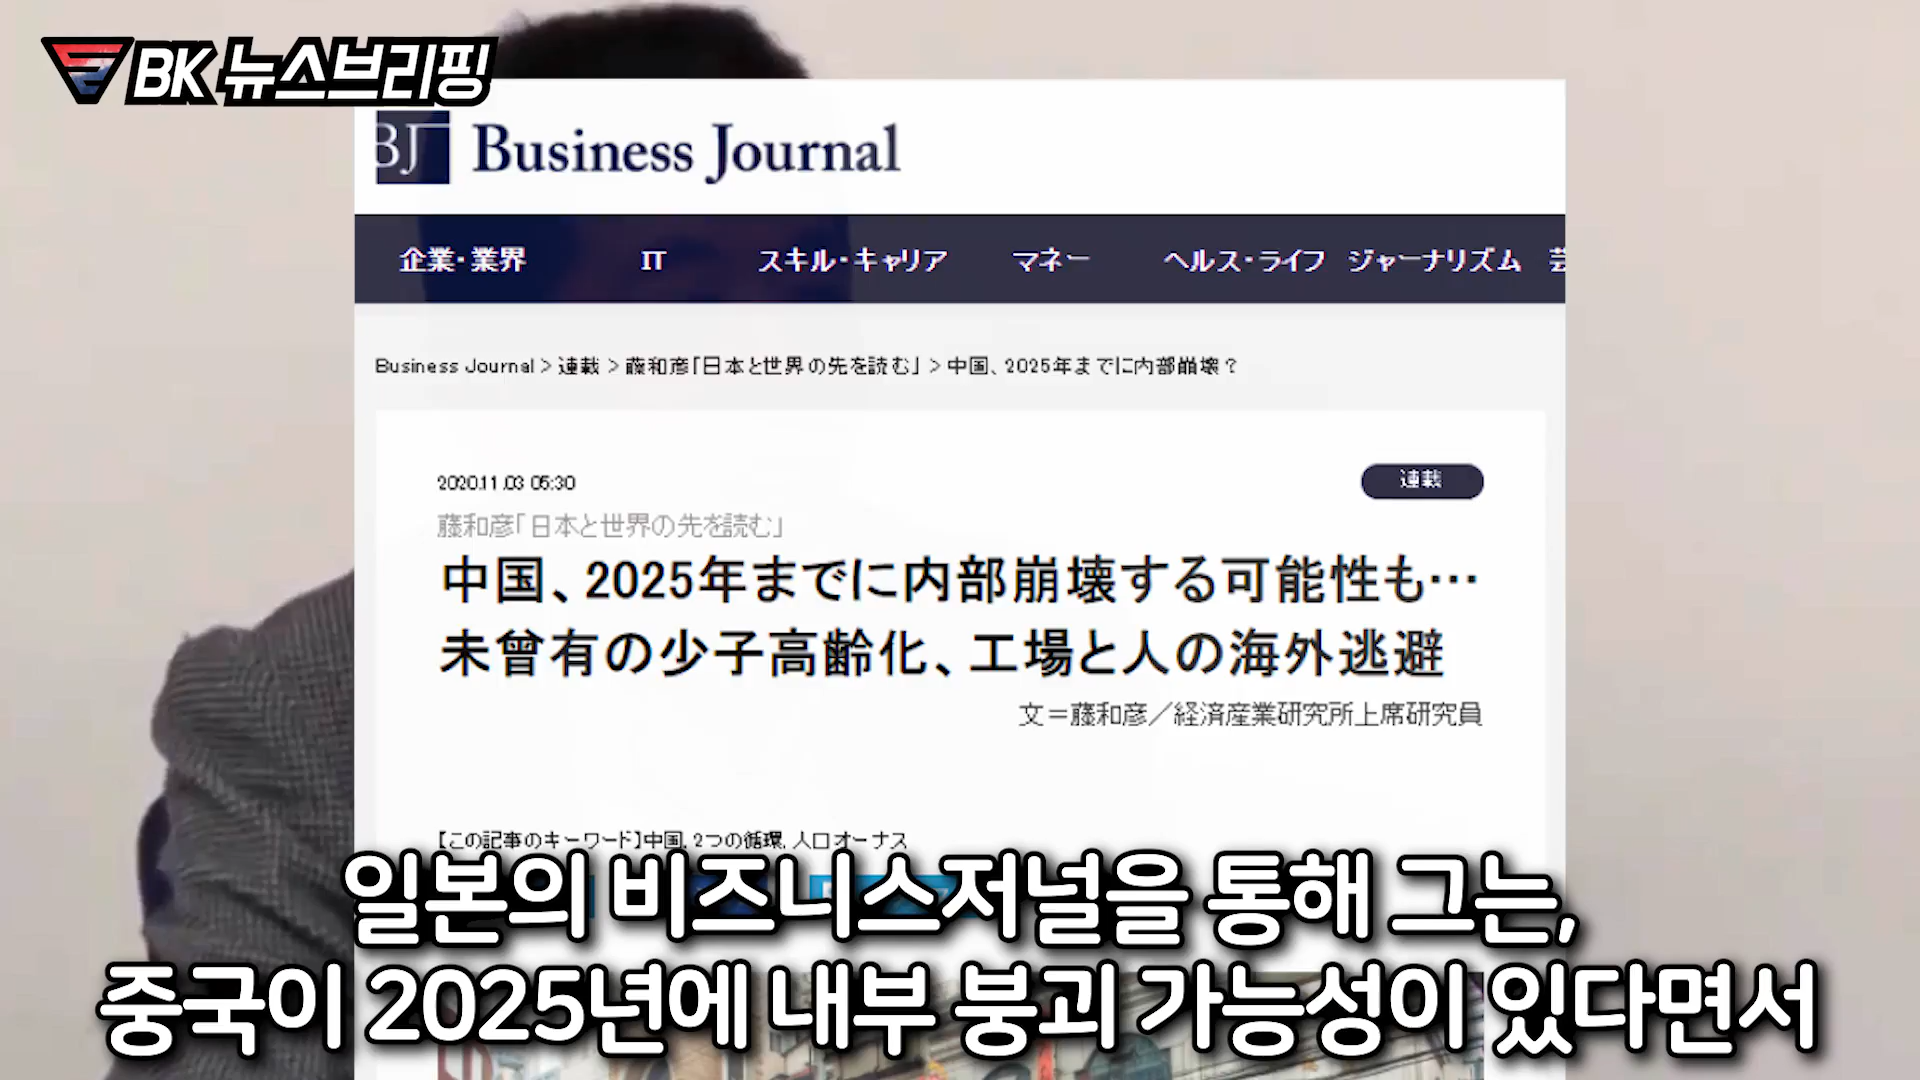 BK 뉴스브리핑
BJ Business Journal
企業・業界 IT スキル・キャリア マネー ヘルス・ライフ ジャーナリズム 芸
Business Journal > 連載 > 藤和彦「日本と世界の先を読む」 > 中国、2025年までに内部崩壊？
2020.11.03 05:30
連載
藤和彦「日本と世界の先を読む」
中国、2025年までに内部崩壊する可能性も…
未曾有の少子高齢化、工場と人の海外逃避
文＝藤和彦／経済産業研究所上席研究員
【この記事のキーワード】中国, 2つの循環, 人口オーナス
일본의 비즈니스저널을 통해 그는,
중국이 2025년에 내부 붕괴 가능성이 있다면서